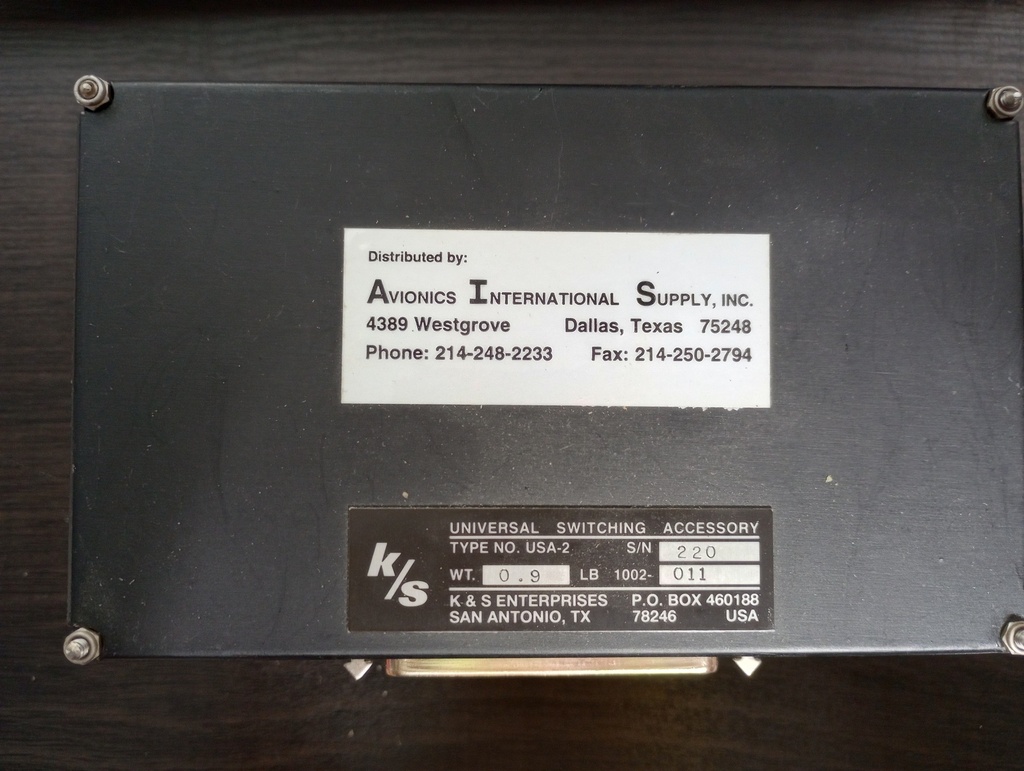 Distributed by:
AVIONICS INTERNATIONAL SUPPLY, INC.
4389 Westgrove Dallas, Texas 75248
Phone: 214-248-2233 Fax: 214-250-2794
UNIVERSAL SWITCHING ACCESSORY
TYPE NO. USA-2 S/N 220
k/s WT. 0.9 LB 1002- 011
K & S ENTERPRISES P.O. BOX 460188
SAN ANTONIO, TX 78246 USA